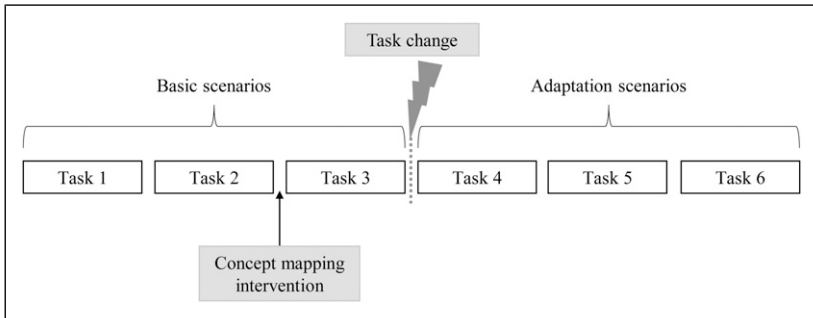 Task change
Basic scenarios
Adaptation scenarios
Task 1
Task 2
Task 3
Task 4
Task 5
Task 6
Concept mapping
intervention